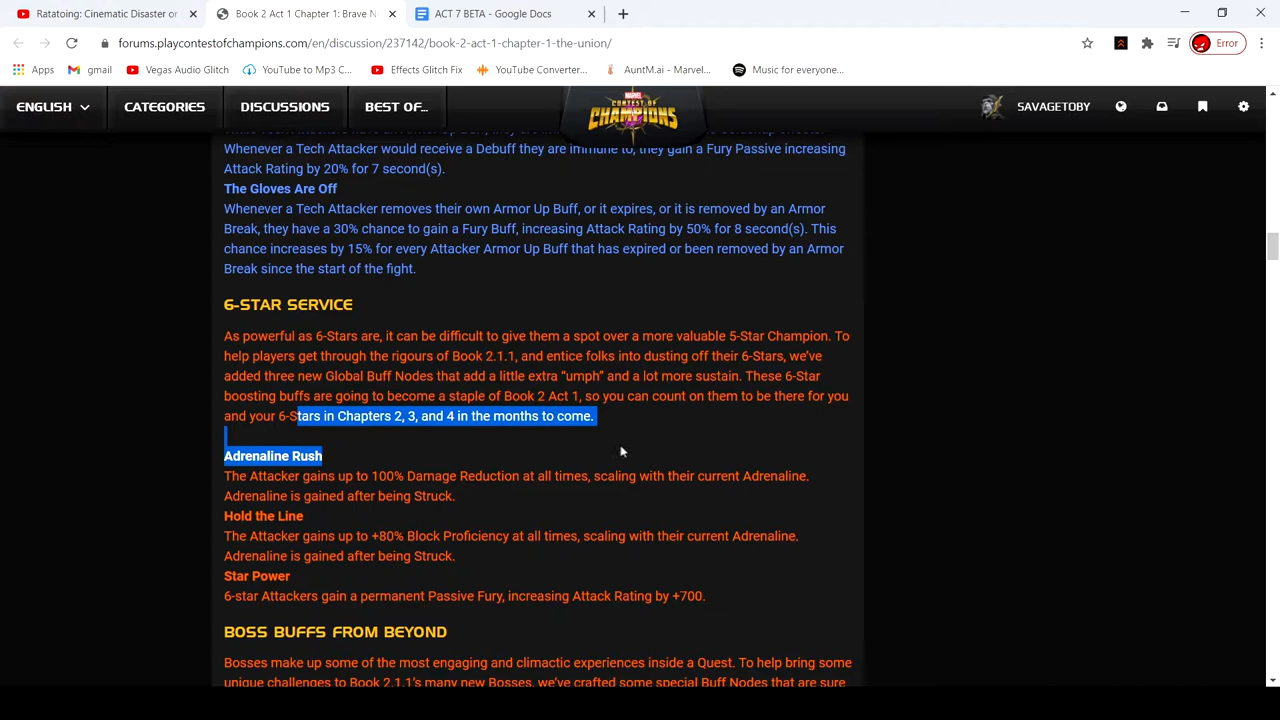 Ratatoing: Cinematic Disaster or
Book 2 Act 1 Chapter 1: Brave N
ACT 7 BETA - Google Docs
forums.playcontestofchampions.com/en/discussion/237142/book-2-act-1-chapter-1-the-union/
Error
Apps
gmail
Vegas Audio Glitch
YouTube to Mp3 C...
Effects Glitch Fix
YouTube Converter...
AuntM.ai - Marvel...
Music for everyone...
ENGLISH
CATEGORIES
DISCUSSIONS
BEST OF...
MARVEL
CONTEST OF
CHAMPIONS
SAVAGETOBY
Whenever a Tech Attacker would receive a Debuff they are immune to, they gain a Fury Passive increasing
Attack Rating by 20% for 7 second(s).
The Gloves Are Off
Whenever a Tech Attacker removes their own Armor Up Buff, or it expires, or it is removed by an Armor
Break, they have a 30% chance to gain a Fury Buff, increasing Attack Rating by 50% for 8 second(s). This
chance increases by 15% for every Attacker Armor Up Buff that has expired or been removed by an Armor
Break since the start of the fight.
6-STAR SERVICE
As powerful as 6-Stars are, it can be difficult to give them a spot over a more valuable 5-Star Champion. To
help players get through the rigours of Book 2.1.1, and entice folks into dusting off their 6-Stars, we've
added three new Global Buff Nodes that add a little extra “umph” and a lot more sustain. These 6-Star
boosting buffs are going to become a staple of Book 2 Act 1, so you can count on them to be there for you
and your 6-Stars in Chapters 2, 3, and 4 in the months to come.
Adrenaline Rush
The Attacker gains up to 100% Damage Reduction at all times, scaling with their current Adrenaline.
Adrenaline is gained after being Struck.
Hold the Line
The Attacker gains up to +80% Block Proficiency at all times, scaling with their current Adrenaline.
Adrenaline is gained after being Struck.
Star Power
6-star Attackers gain a permanent Passive Fury, increasing Attack Rating by +700.
BOSS BUFFS FROM BEYOND
Bosses make up some of the most engaging and climactic experiences inside a Quest. To help bring some
unique challenges to Book 2.1.1's many new Bosses, we've crafted some special Buff Nodes that are sure